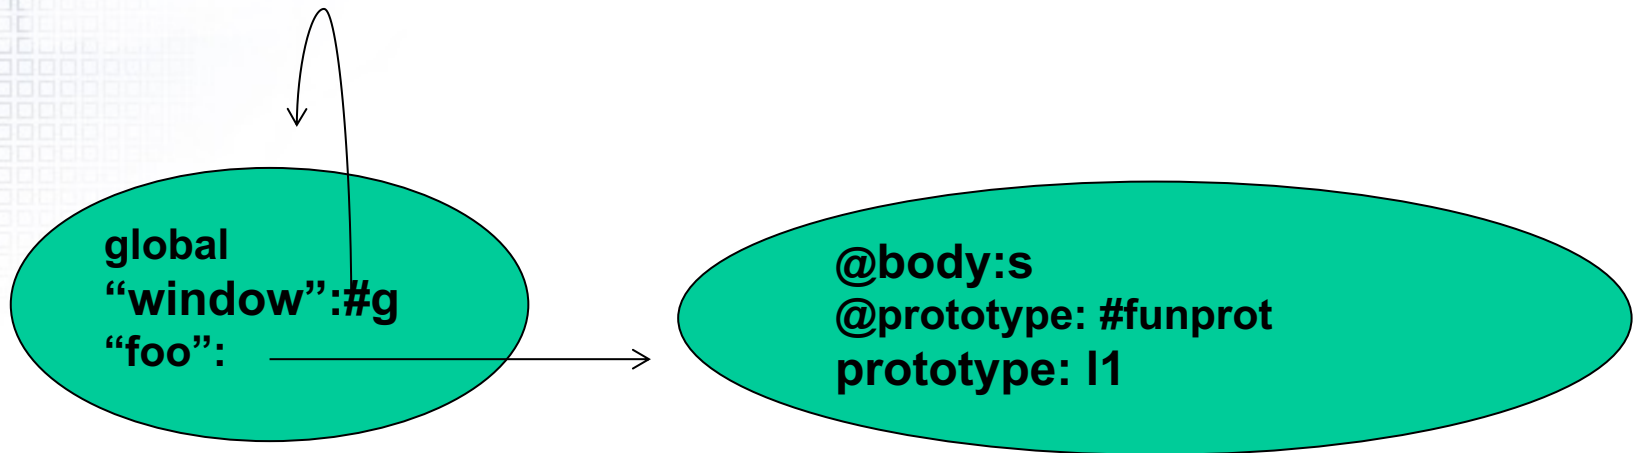 global
“window”:#g
“foo”:
@body:s
@prototype: #funprot
prototype: l1